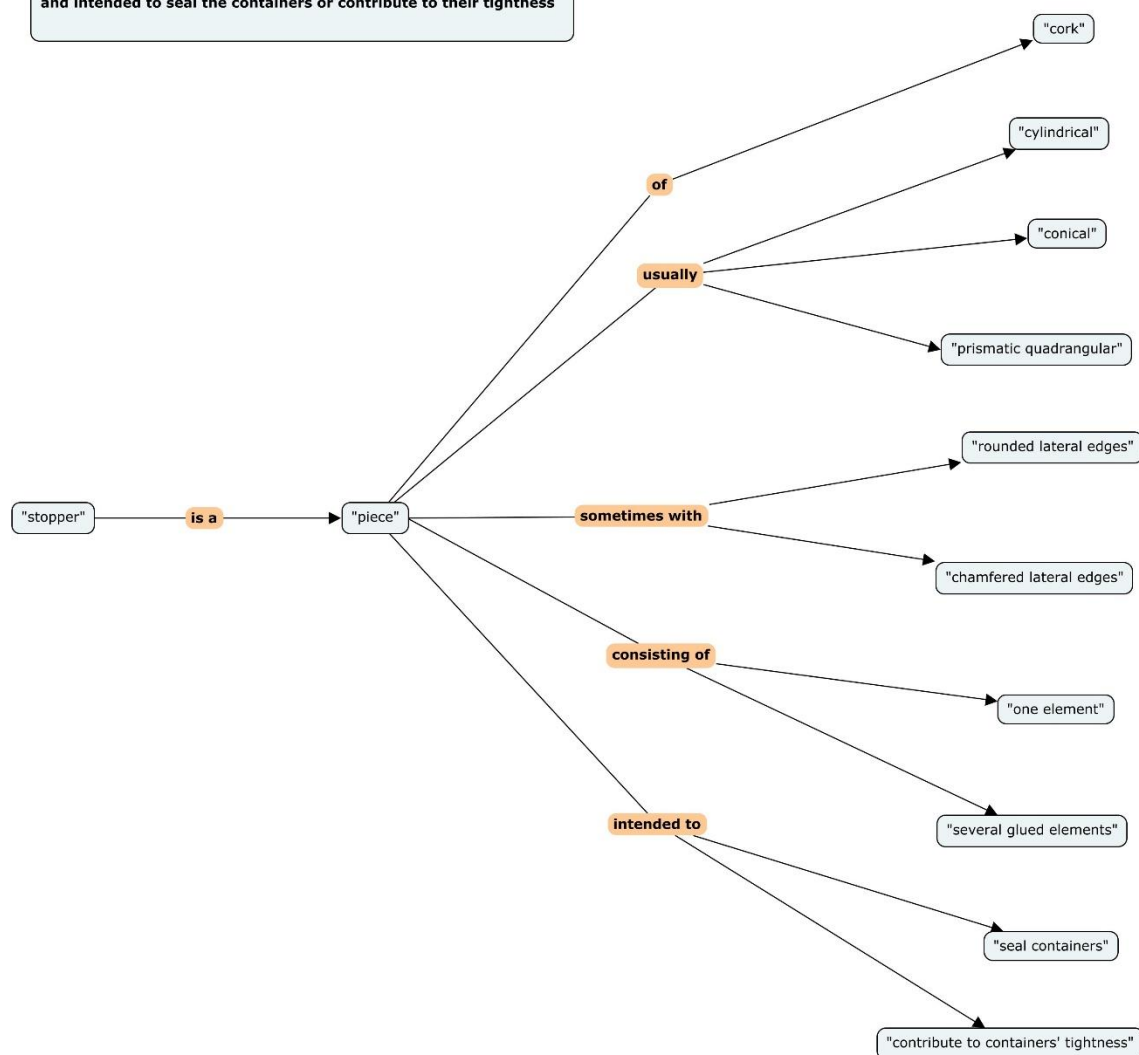 and intended to seal the containers or contribute to their tightness
"cork"
"cylindrical"
of
"conical"
usually
"prismatic quadrangular"
"rounded lateral edges"
"stopper"
is a
"piece"
sometimes with
"chamfered lateral edges"
consisting of
"one element"
intended to
"several glued elements"
"seal containers"
"contribute to containers' tightness"